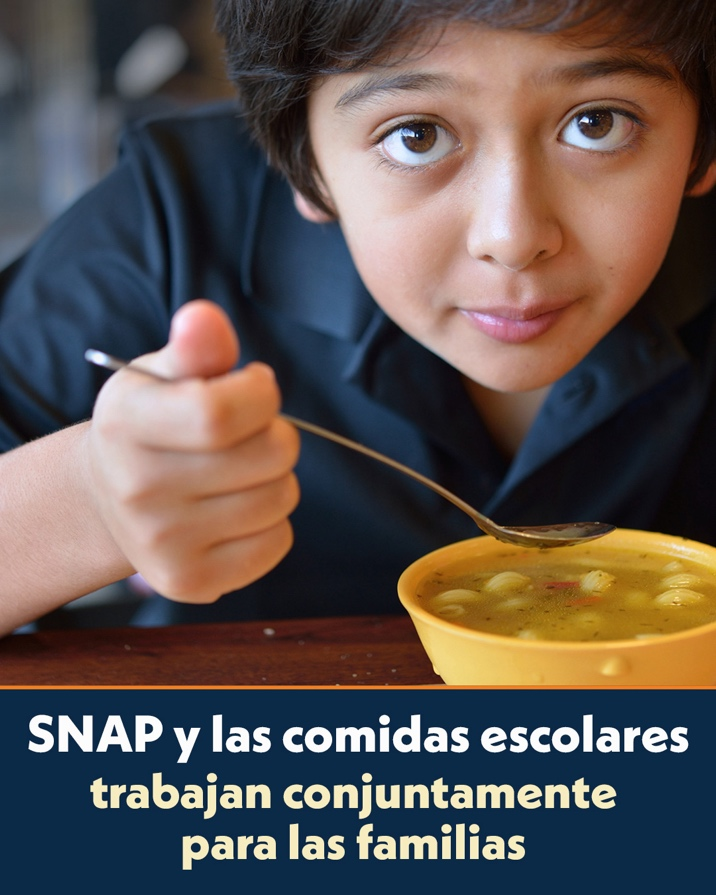 SNAP y las comidas escolares
trabajan conjuntamente
para las familias